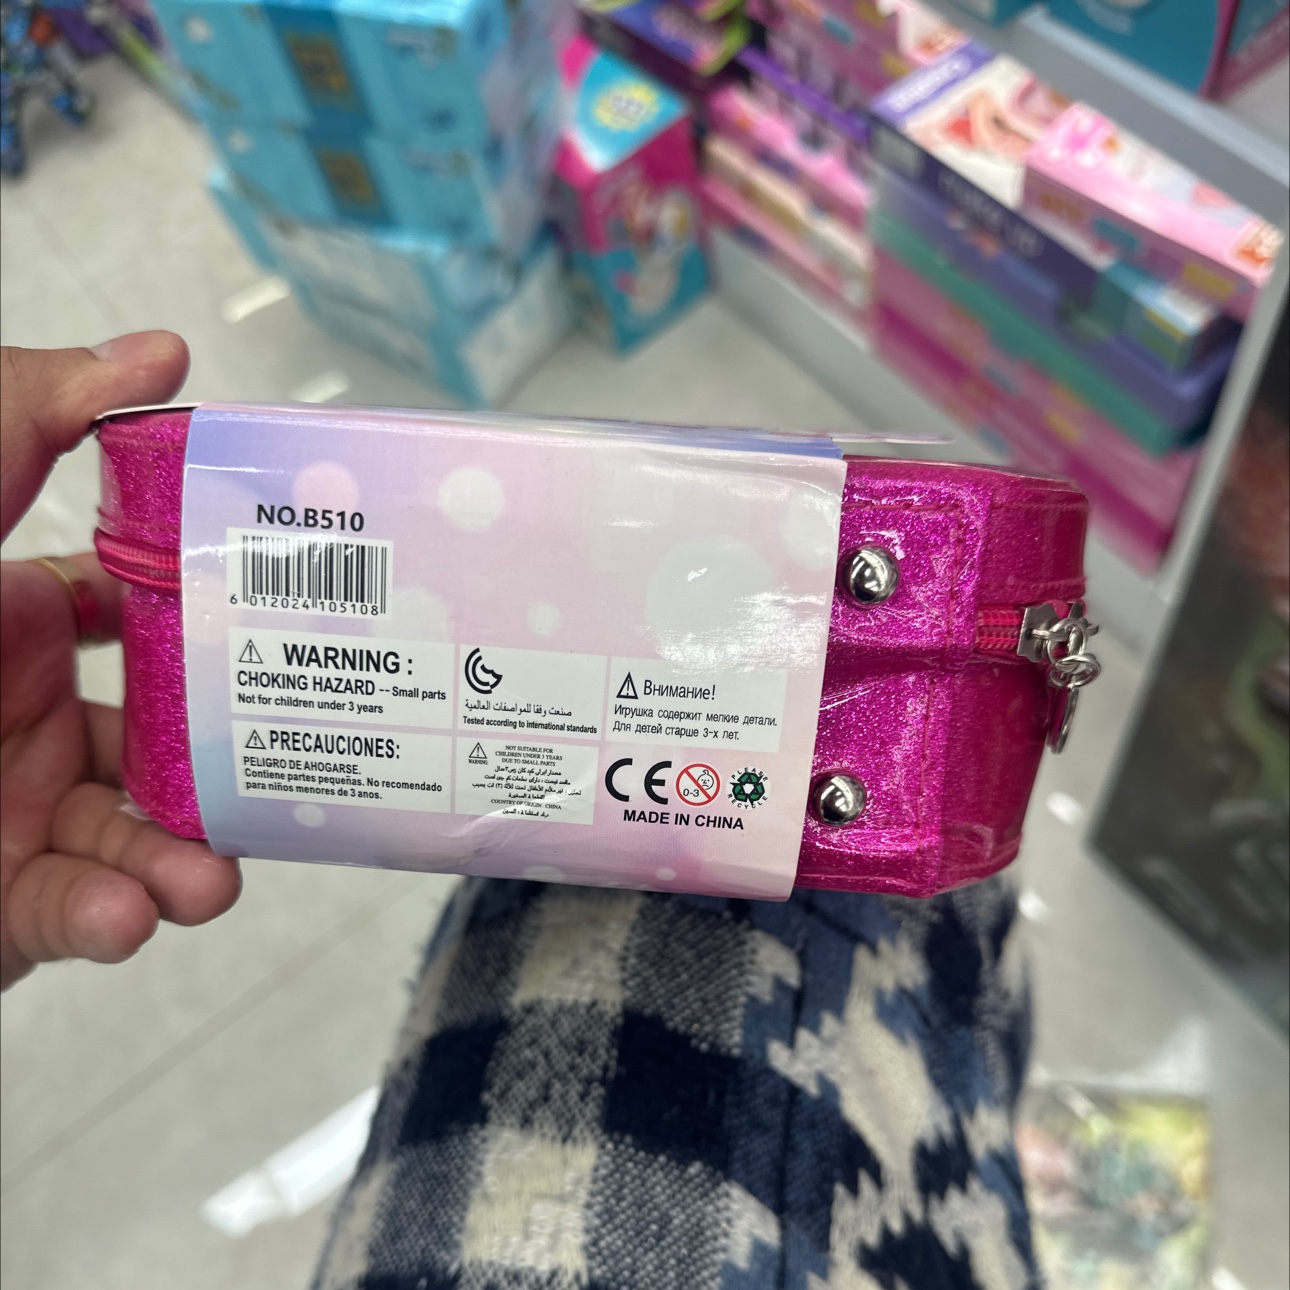 NO.B510
6 012024 105108
WARNING :
CHOKING HAZARD -- Small parts
Not for children under 3 years
صنعت وفقا للمواصفات العالمية
Tested according to international standards
Внимание!
Игрушка содержит мелкие детали.
Для детей старше 3-х лет.
PRECAUCIONES:
PELIGRO DE AHOGARSE.
Contiene partes pequeñas. No recomendado
para niños menores de 3 anos.
WARNING:
NOT SUITABLE FOR
CHILDREN UNDER 3 YEARS
DUE TO SMALL PARTS
COUNTRY OF ORIGIN : CHINA
CE
0-3
PLEASE
RECYCLE
MADE IN CHINA